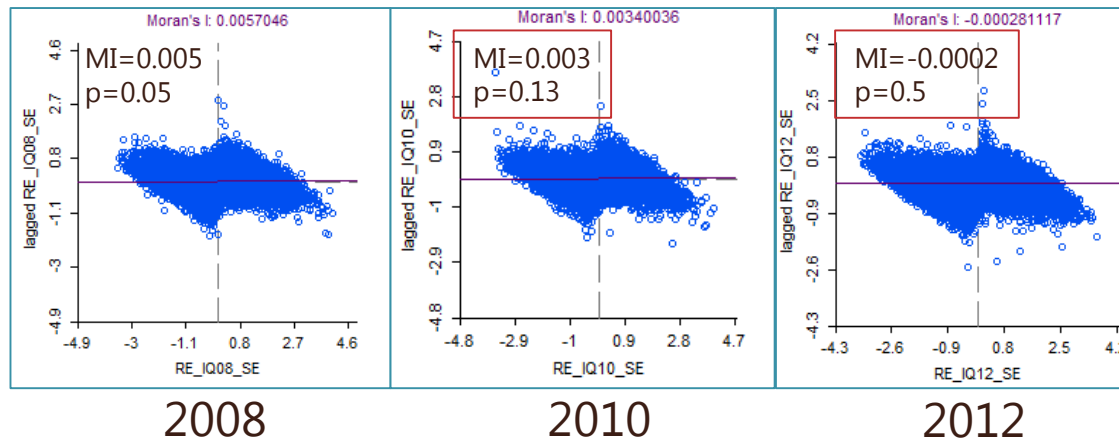 Moran's I: 0.0057046
MI=0.005
p=0.05
4.6
2.7
0.8
-1.1
-3
-4.9
lagged RE_IQ08_SE
-4.9 -3 -1.1 0.8 2.7 4.6
RE_IQ08_SE
2008
Moran's I: 0.00340036
MI=0.003
p=0.13
4.7
2.8
0.9
-1
-2.9
-4.8
lagged RE_IQ10_SE
-4.8 -2.9 -1 0.9 2.8 4.7
RE_IQ10_SE
2010
Moran's I: -0.000281117
MI=-0.0002
p=0.5
4.2
2.5
0.8
-0.9
-2.6
-4.3
lagged RE_IQ12_SE
-4.3 -2.6 -0.9 0.8 2.5
RE_IQ12_SE
2012